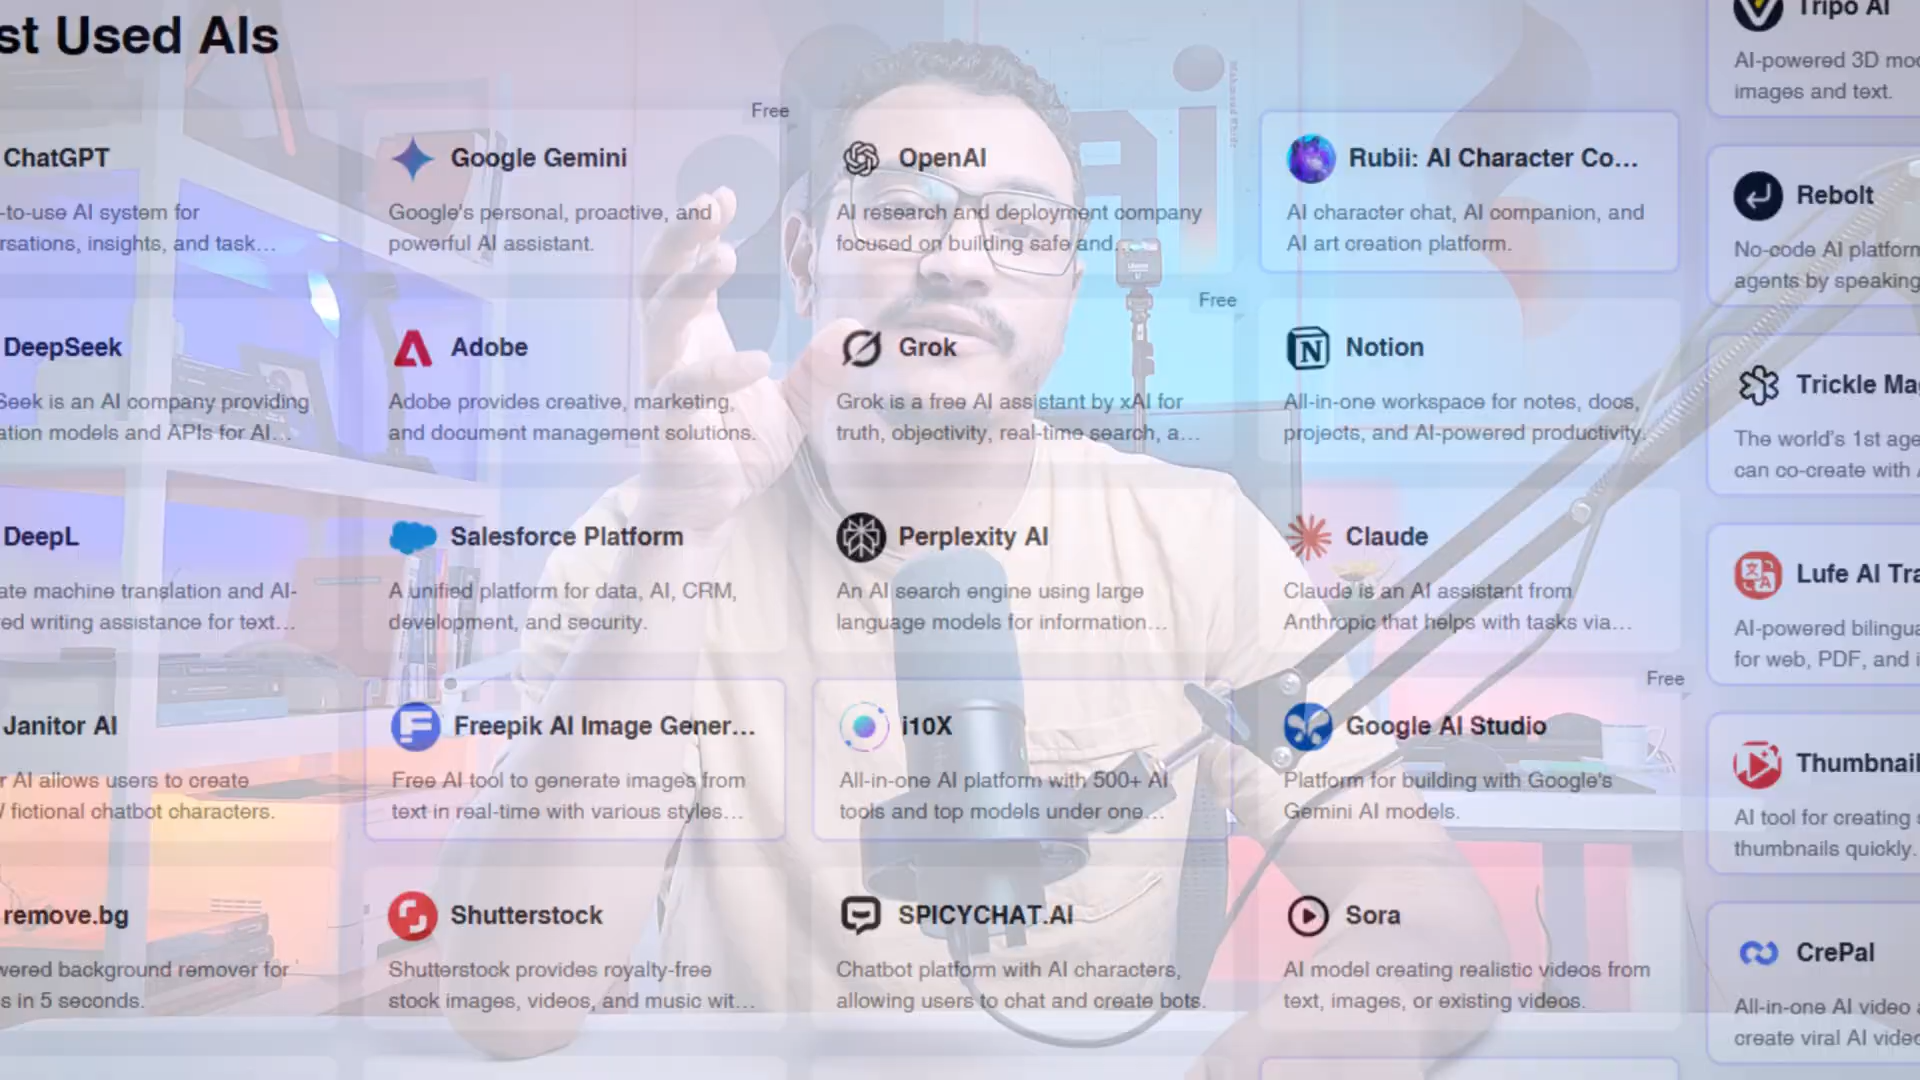 st Used AIs
ChatGPT
-to-use AI system for
rsations, insights, and task...
Free
Google Gemini
Google's personal, proactive, and
powerful AI assistant.
OpenAI
AI research and deployment company
focused on building safe and...
Rubii: AI Character Co...
AI character chat, AI companion, and
AI art creation platform.
DeepSeek
Seek is an AI company providing
ation models and APIs for AI...
Adobe
Adobe provides creative, marketing,
and document management solutions.
Free
Grok
Grok is a free AI assistant by xAI for
truth, objectivity, real-time search, a...
Notion
All-in-one workspace for notes, docs,
projects, and AI-powered productivity.
DeepL
ate machine translation and AI-
ed writing assistance for text...
Salesforce Platform
A unified platform for data, AI, CRM,
development, and security.
Perplexity AI
An AI search engine using large
language models for information...
Claude
Claude is an AI assistant from
Anthropic that helps with tasks via...
Janitor AI
r AI allows users to create
fictional chatbot characters.
Freepik AI Image Gener...
Free AI tool to generate images from
text in real-time with various styles...
i10X
All-in-one AI platform with 500+ AI
tools and top models under one...
Free
Google AI Studio
Platform for building with Google's
Gemini AI models.
remove.bg
wered background remover for
s in 5 seconds.
Shutterstock
Shutterstock provides royalty-free
stock images, videos, and music wit...
SPICYCHAT.AI
Chatbot platform with AI characters,
allowing users to chat and create bots.
Sora
AI model creating realistic videos from
text, images, or existing videos.
Tripo AI
AI-powered 3D mo
images and text.
Rebolt
No-code AI platform
agents by speaking
Trickle Ma
The world's 1st age
can co-create with
Lufe AI Tra
AI-powered bilingua
for web, PDF, and i
Thumbnail
AI tool for creating s
thumbnails quickly.
CrePal
All-in-one AI video a
create viral AI video